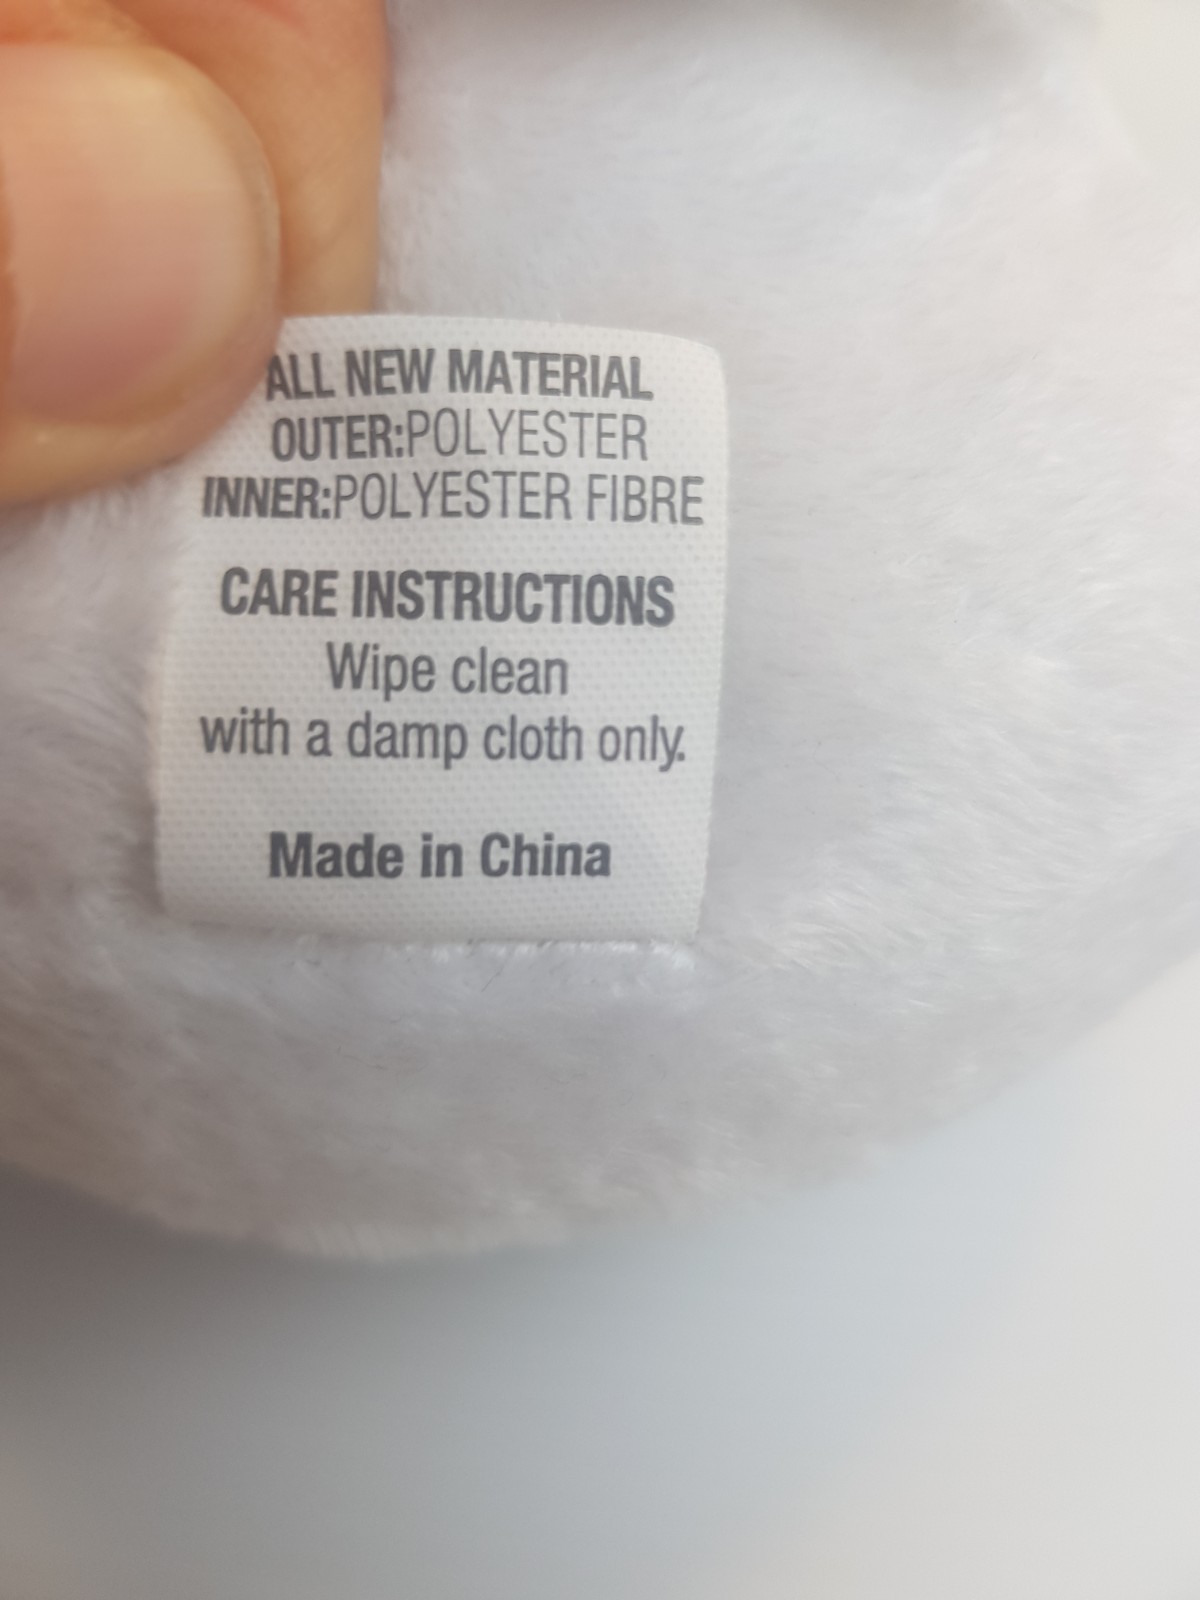 ALL NEW MATERIAL
OUTER:POLYESTER
INNER:POLYESTER FIBRE
CARE INSTRUCTIONS
Wipe clean
with a damp cloth only.
Made in China